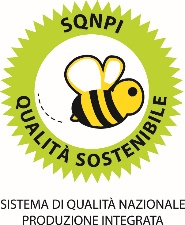 SQNPI
QUALITÀ SOSTENIBILE
SISTEMA DI QUALITÀ NAZIONALE
PRODUZIONE INTEGRATA